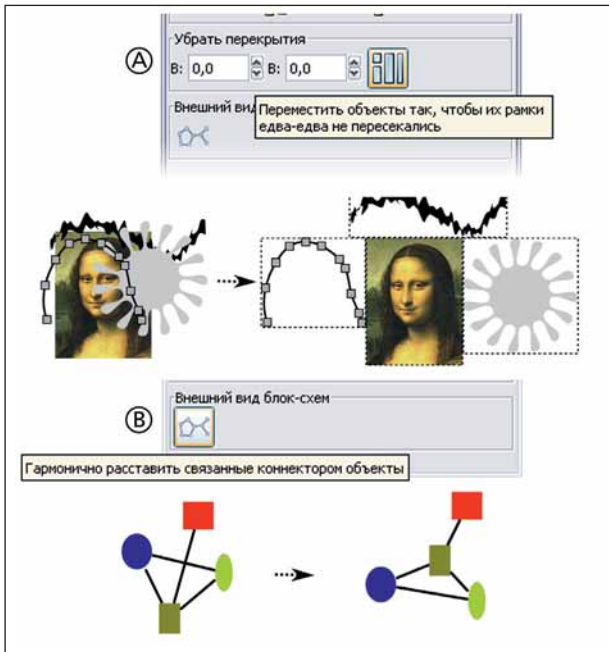 Убрать перекрытия
A
В: 0,0 В: 0,0
Внешний вид
Переместить объекты так, чтобы их рамки
едва-едва не пересекались
Внешний вид блок-схем
B
Гармонично расставить связанные коннектором объекты